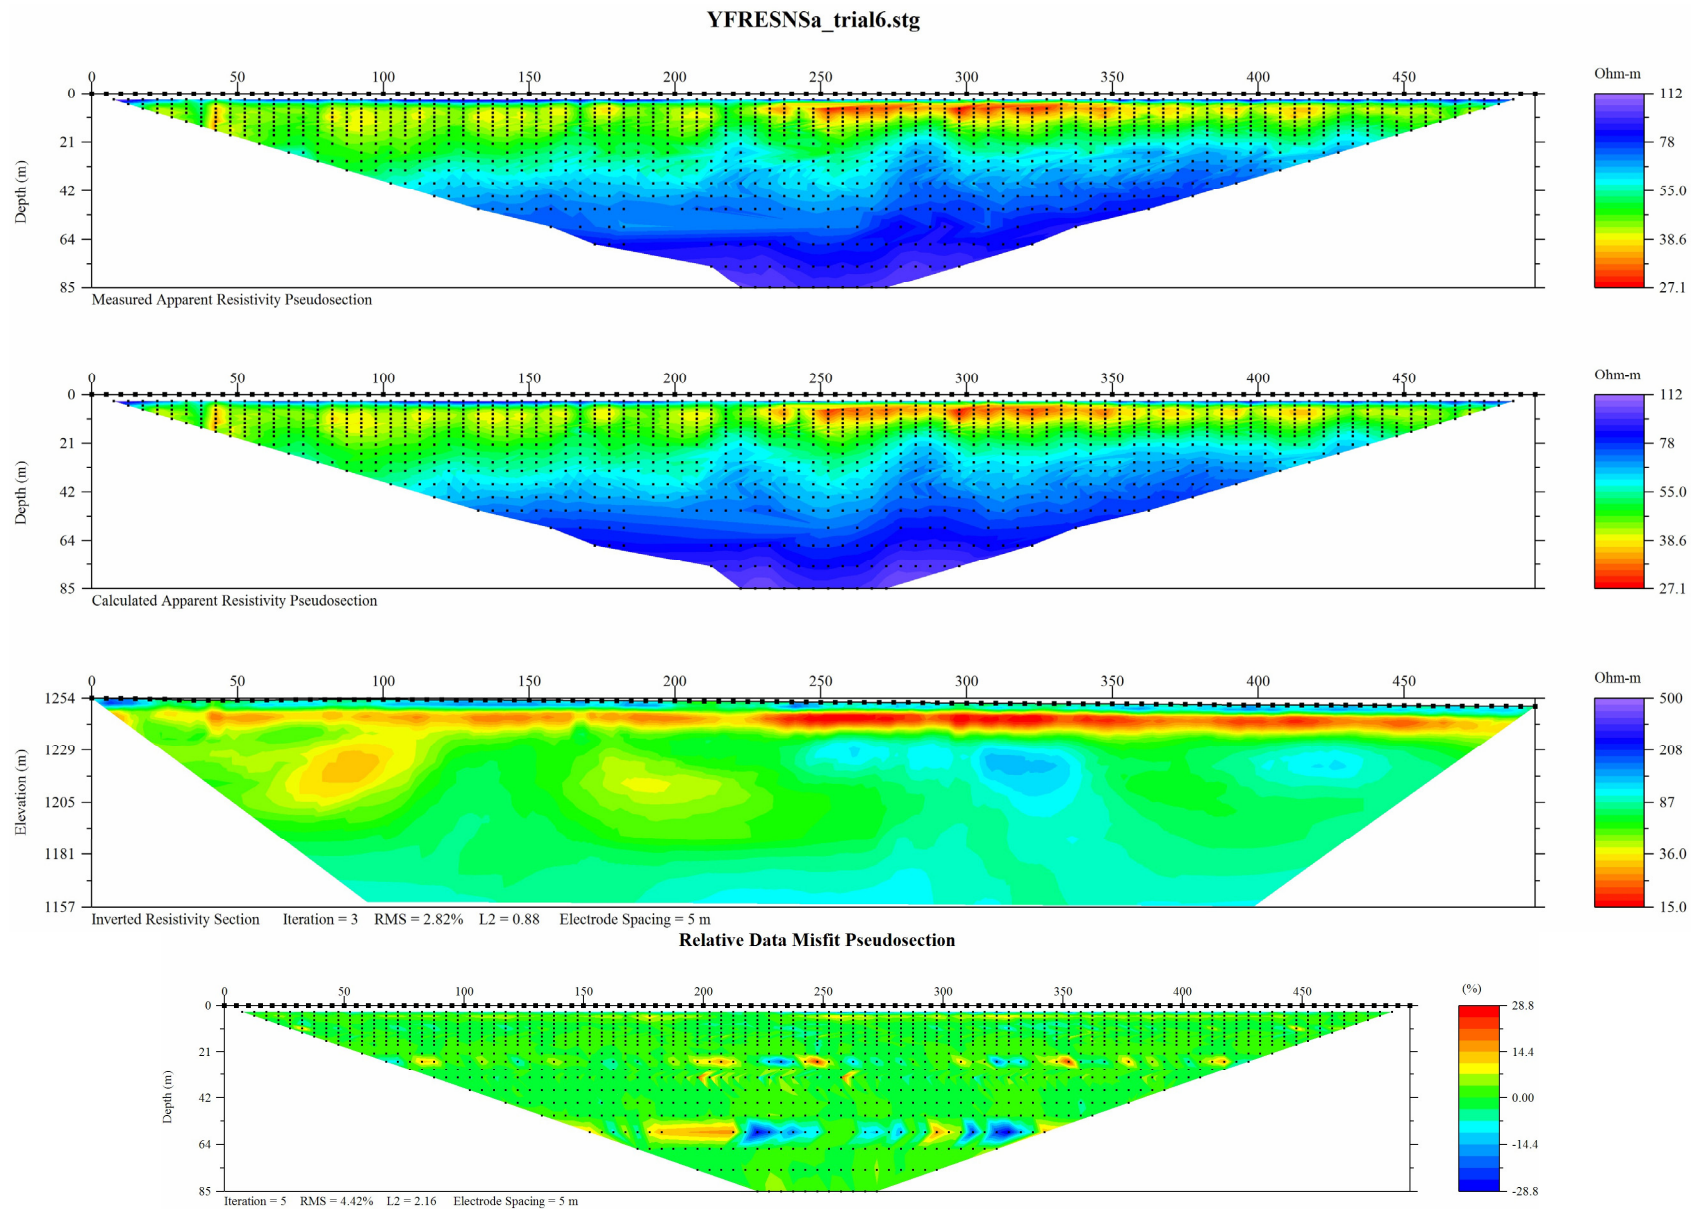 YFRESNSa_trial6.stg
Ohm-m
0 50 100 150 200 250 300 350 400 450
0
21
42
64
85
Depth (m)
112
78
55.0
38.6
27.1
Measured Apparent Resistivity Pseudosection
Ohm-m
0 50 100 150 200 250 300 350 400 450
0
21
42
64
85
Depth (m)
112
78
55.0
38.6
27.1
Calculated Apparent Resistivity Pseudosection
Ohm-m
0 50 100 150 200 250 300 350 400 450
1254
1229
1205
1181
1157
Elevation (m)
500
208
87
36.0
15.0
Inverted Resistivity Section Iteration = 3 RMS = 2.82% L2 = 0.88 Electrode Spacing = 5 m
Relative Data Misfit Pseudosection
(%)
0 50 100 150 200 250 300 350 400 450
0
21
42
64
85
Depth (m)
28.8
14.4
0.00
-14.4
-28.8
Iteration = 5 RMS = 4.42% L2 = 2.16 Electrode Spacing = 5 m